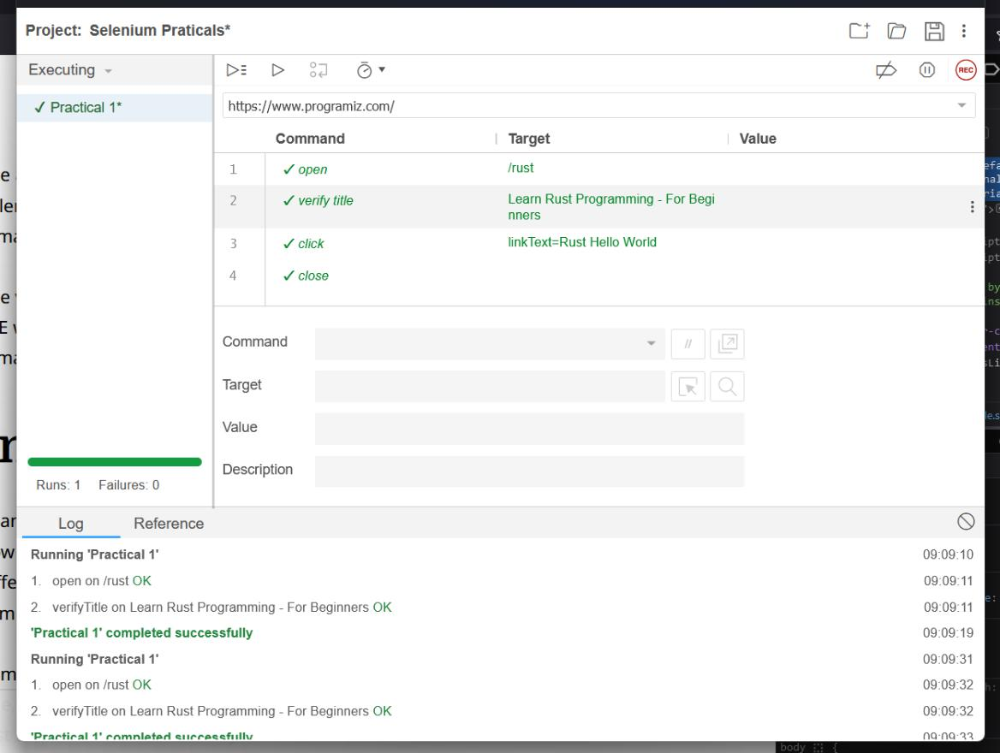 Project: Selenium Praticals*
Executing
✓ Practical 1*
REC
https://www.programiz.com/
Command Target Value
1 ✓ open /rust
2 ✓ verify title Learn Rust Programming - For Begi
nners
3 ✓ click linkText=Rust Hello World
4 ✓ close
Command
//
Target
Value
Description
Runs: 1 Failures: 0
Log Reference
Running 'Practical 1' 09:09:10
1. open on /rust OK 09:09:11
2. verifyTitle on Learn Rust Programming - For Beginners OK 09:09:11
'Practical 1' completed successfully 09:09:19
Running 'Practical 1' 09:09:31
1. open on /rust OK 09:09:32
2. verifyTitle on Learn Rust Programming - For Beginners OK 09:09:32
'Practical 1' completed successfully 09:09:33
body {